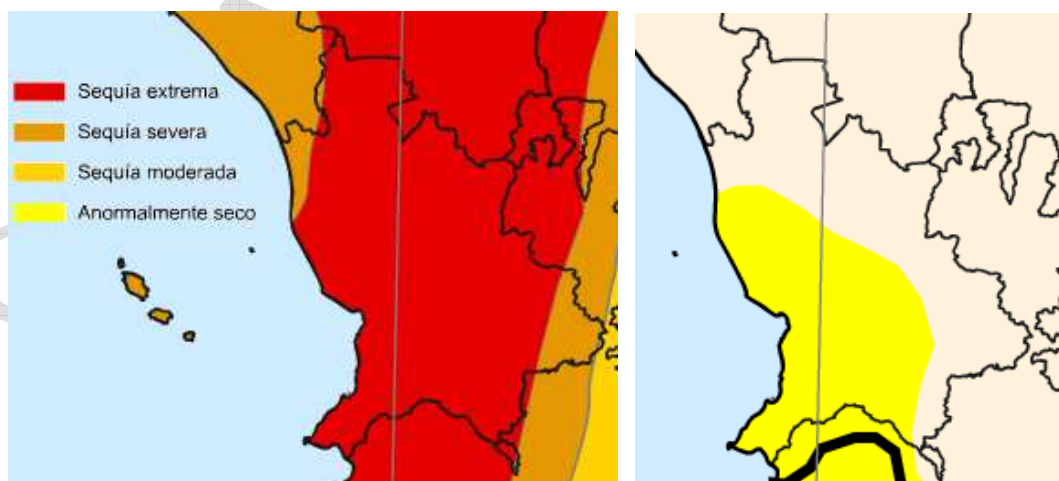 Sequía extrema
Sequía severa
Sequía moderada
Anormalmente seco